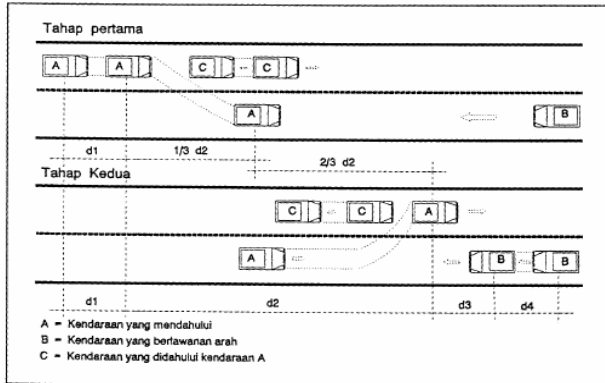 Tahap pertama
A A C C
A B
d1 1/3 d2 2/3 d2
Tahap Kedua
C C A
A B B
d1 d2 d3 d4
A = Kendaraan yang mendahului
B = Kendaraan yang berlawanan arah
C = Kendaraan yang didahului kendaraan A